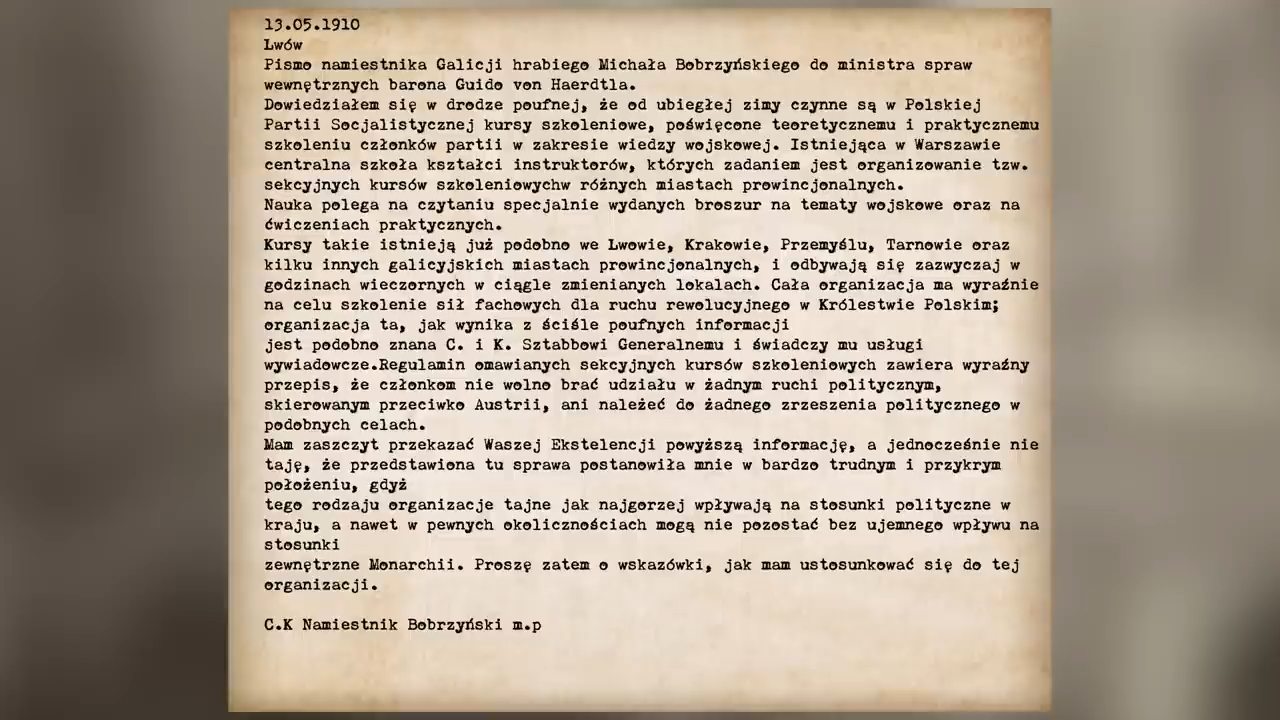 13.05.1910
Lwów
Pismo namiestnika Galicji hrabiego Michała Bobrzyńskiego do ministra spraw
wewnętrznych barona Guido von Haerdtla.
Dowiedziałem się w drodze poufnej, że od ubiegłej zimy czynne są w Polskiej
Partii Socjalistycznej kursy szkoleniowe, poświęcone teoretycznemu i praktycznemu
szkoleniu członków partii w zakresie wiedzy wojskowej. Istniejąca w Warszawie
centralna szkoła kształci instruktorów, których zadaniem jest organizowanie tzw.
sekcyjnych kursów szkoleniowychw różnych miastach prowincjonalnych.
Nauka polega na czytaniu specjalnie wydanych broszur na tematy wojskowe oraz na
ćwiczeniach praktycznych.
Kursy takie istnieją już podobno we Lwowie, Krakowie, Przemyślu, Tarnowie oraz
kilku innych galicyjskich miastach prowincjonalnych, i odbywają się zazwyczaj w
godzinach wieczornych w ciągle zmienianych lokalach. Cała organizacja ma wyraźnie
na celu szkolenie sił fachowych dla ruchu rewolucyjnego w Królestwie Polskim;
organizacja ta, jak wynika z ściśle poufnych informacji
jest podobno znana C. i K. Sztabbowi Generalnemu i świadczy mu usługi
wywiadowcze.Regulamin omawianych sekcyjnych kursów szkoleniowych zawiera wyraźny
przepis, że członkom nie wolno brać udziału w żadnym ruchi politycznym,
skierowanym przeciwko Austrii, ani należeć do żadnego zrzeszenia politycznego w
podobnych celach.
Mam zaszczyt przekazać Waszej Ekstelencji powyższą informację, a jednocześnie nie
taję, że przedstawiona tu sprawa postanowiła mnie w bardzo trudnym i przykrym
położeniu, gdyż
tego rodzaju organizacje tajne jak najgorzej wpływają na stosunki polityczne w
kraju, a nawet w pewnych okolicznościach mogą nie pozostać bez ujemnego wpływu na
stosunki
zewnętrzne Monarchii. Proszę zatem o wskazówki, jak mam ustosunkować się do tej
organizacji.
C.K Namiestnik Bobrzyński m.p